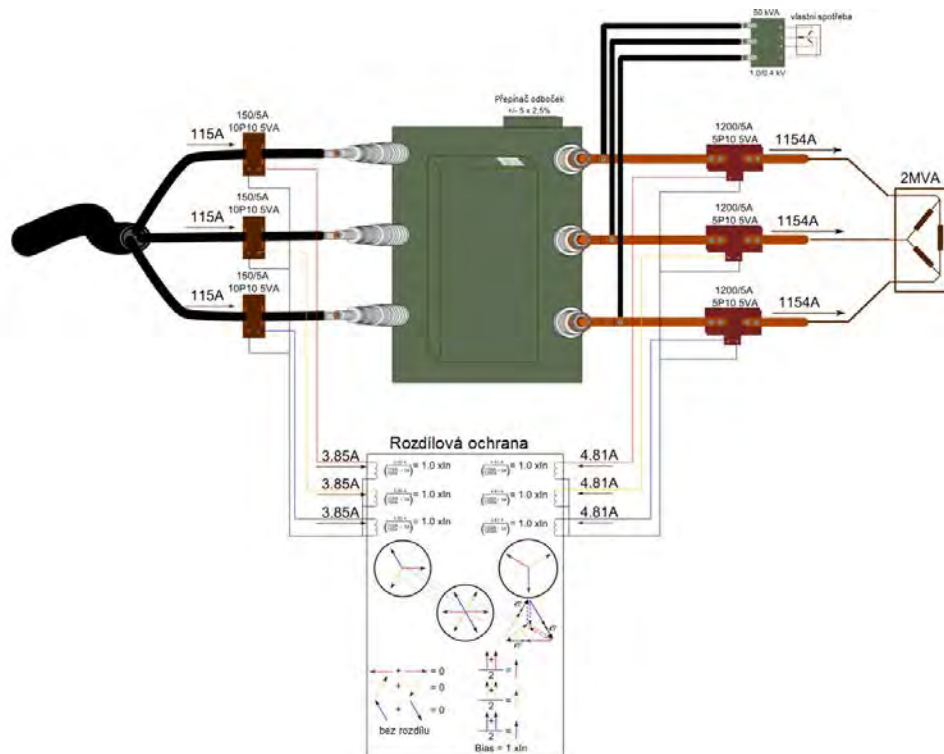 50 kVA
vlastní spotřeba
1.0/0.4 kV
Přepínač odboček
+/- 5 x 2,5%
150/5A
10P10 5VA
115A
150/5A
10P10 5VA
115A
150/5A
10P10 5VA
115A
1200/5A
5P10 5VA
1154A
1200/5A
5P10 5VA
1154A
1200/5A
5P10 5VA
1154A
2MVA
Rozdílová ochrana
3.85A
= 1.0 xIn
= 1.0 xIn
4.81A
3.85A
= 1.0 xIn
= 1.0 xIn
4.81A
3.85A
= 1.0 xIn
= 1.0 xIn
4.81A
+ = 0
+ = 0
+ = 0
bez rozdílu
+
2 =
+
2 =
+
2 =
Bias = 1 xIn